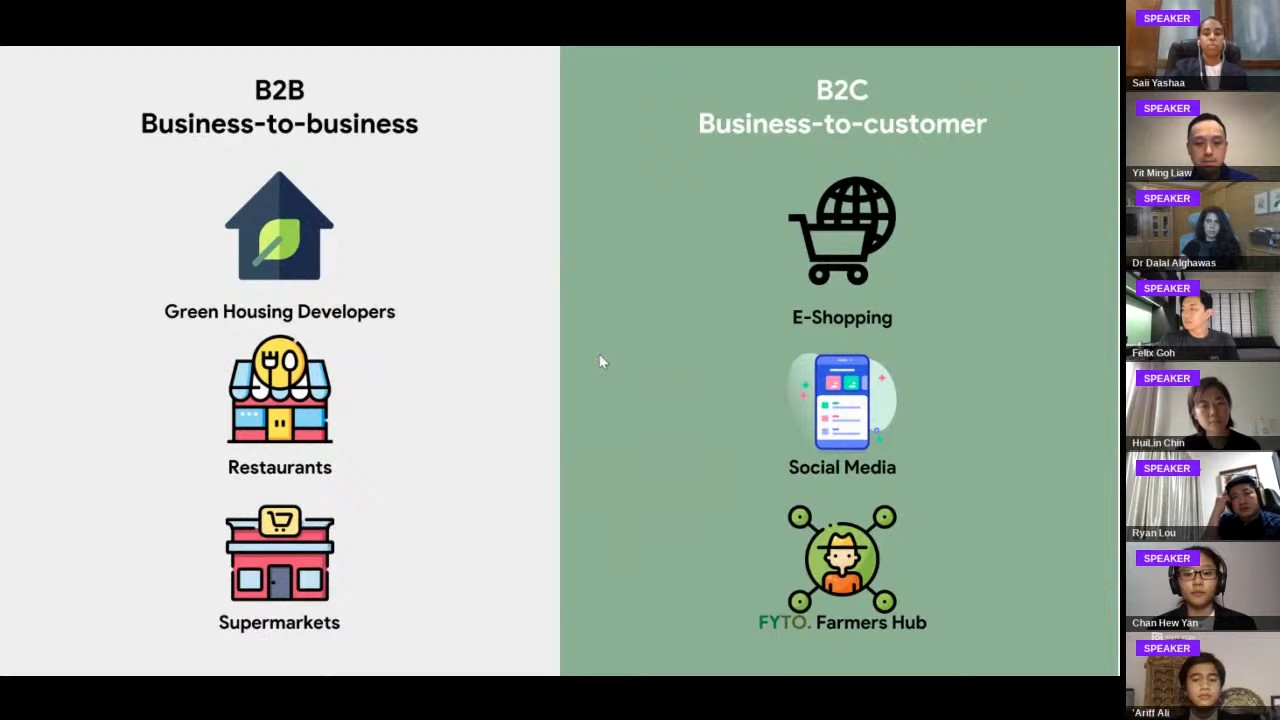 B2B
Business-to-business
Green Housing Developers
Restaurants
Supermarkets
B2C
Business-to-customer
E-Shopping
Social Media
FYTO. Farmers Hub
SPEAKER
Saii Yashaa
SPEAKER
Yit Ming Liaw
SPEAKER
Dr Dalal Alghawas
SPEAKER
Felix Goh
SPEAKER
HuiLin Chin
SPEAKER
Ryan Lou
SPEAKER
Chan Hew Yan
SPEAKER
'Ariff Ali